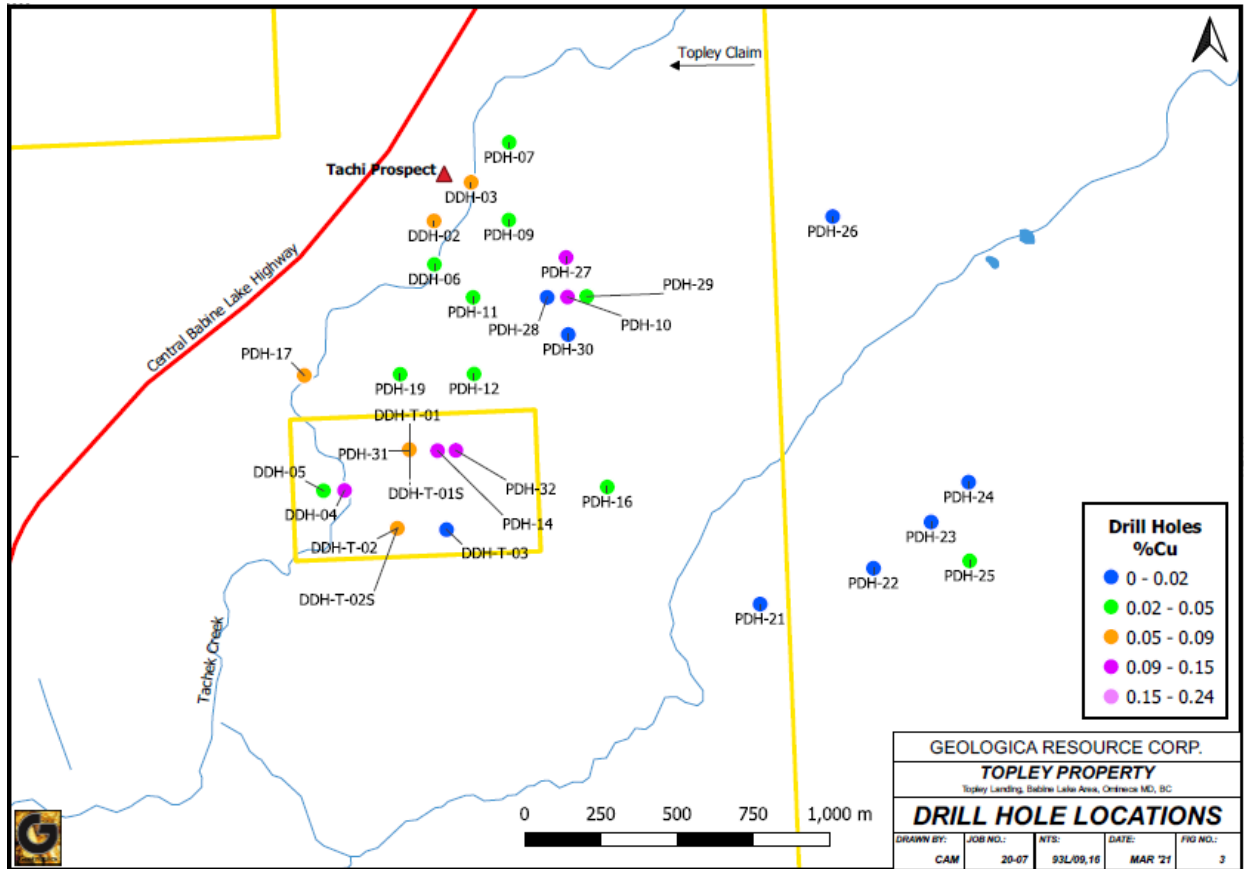 Topley Claim
PDH-07
Tachi Prospect
DDH-03
DDH-02
PDH-09
PDH-26
Central Babine Lake Highway
DDH-06
PDH-27
PDH-29
PDH-11
PDH-28
PDH-10
PDH-30
PDH-17
PDH-19
PDH-12
DDH-T-01
PDH-31
DDH-05
PDH-32
DDH-T-01S
PDH-16
PDH-24
DDH-04
PDH-14
PDH-23
DDH-T-02
DDH-T-03
PDH-22
PDH-25
DDH-T-02S
PDH-21
Tachek Creek
Drill Holes
%Cu
0 - 0.02
0.02 - 0.05
0.05 - 0.09
0.09 - 0.15
0.15 - 0.24
0 250 500 750 1,000 m
G
GEOLOGICA RESOURCE CORP.
TOPLEY PROPERTY
Topley Landing, Babine Lake Area, Omineca MD, BC
DRILL HOLE LOCATIONS
DRAWN BY: JOB NO.: NTS: DATE: FIG NO.:
CAM 20-07 93L/09,16 MAR '21 3